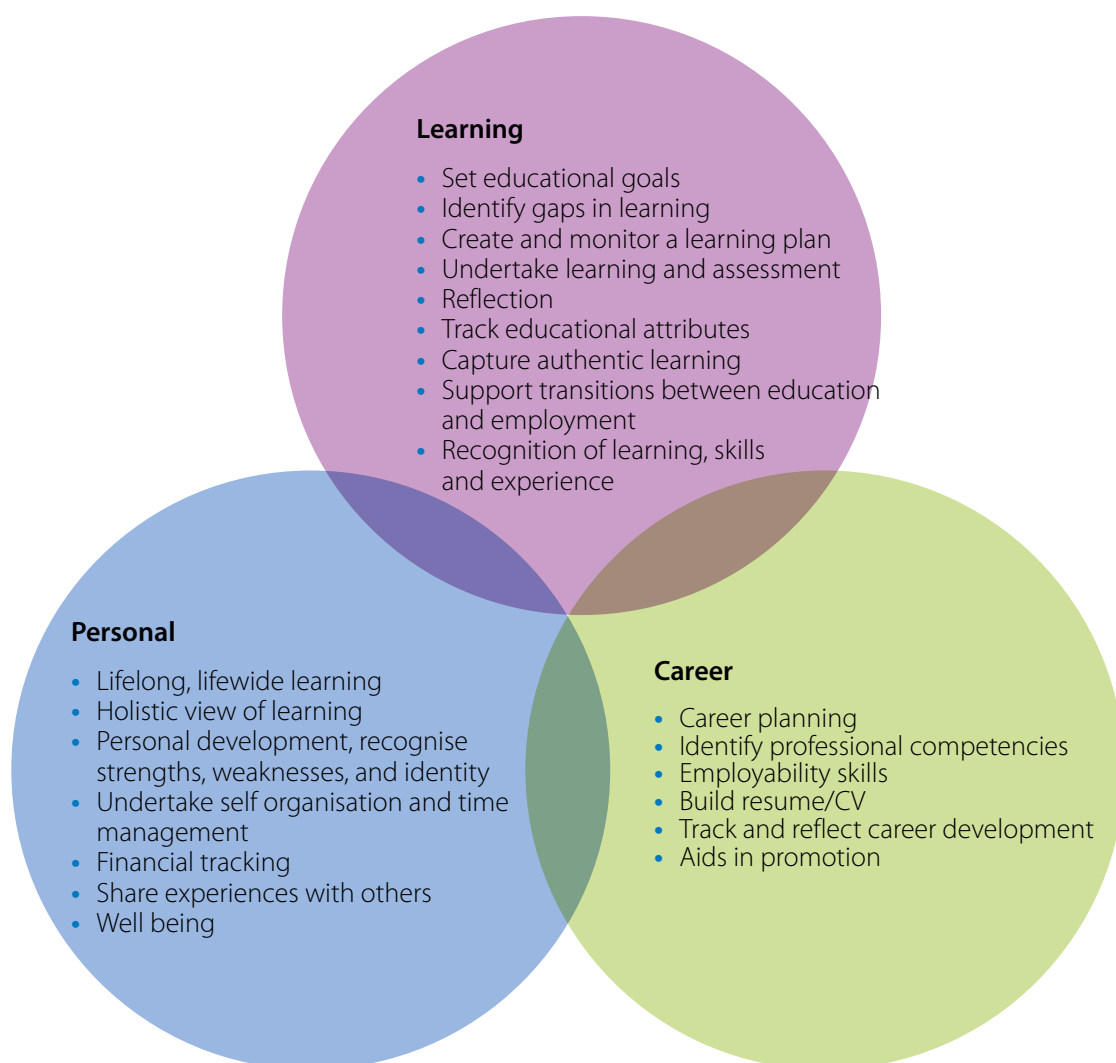 Learning
• Set educational goals
• Identify gaps in learning
• Create and monitor a learning plan
• Undertake learning and assessment
• Reflection
• Track educational attributes
• Capture authentic learning
• Support transitions between education
and employment
• Recognition of learning, skills
and experience
Personal
• Lifelong, lifewide learning
• Holistic view of learning
• Personal development, recognise
strengths, weaknesses, and identity
• Undertake self organisation and time
management
• Financial tracking
• Share experiences with others
• Well being
Career
• Career planning
• Identify professional competencies
• Employability skills
• Build resume/CV
• Track and reflect career development
• Aids in promotion